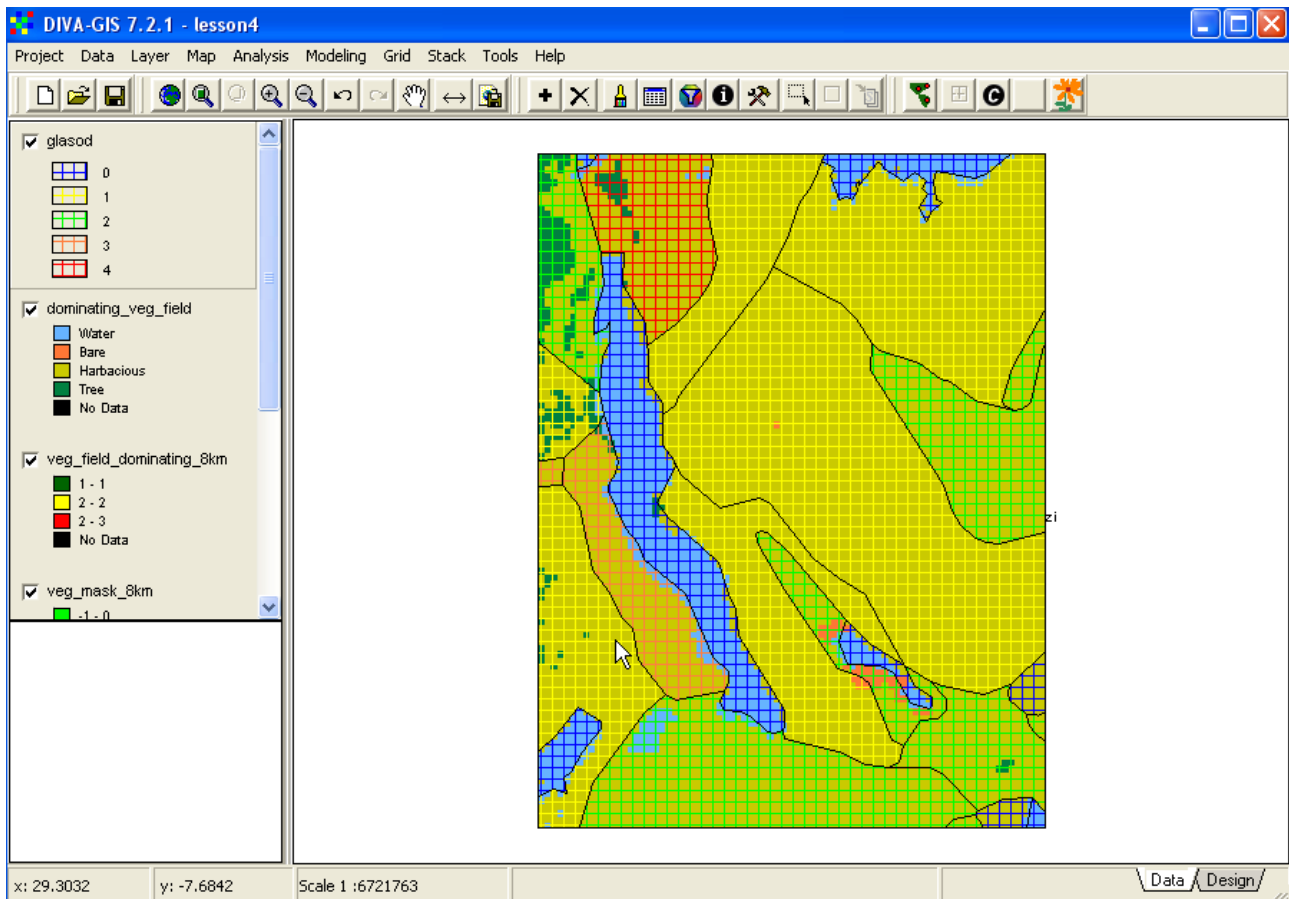 DIVA-GIS 7.2.1 - lesson4
Project Data Layer Map Analysis Modeling Grid Stack Tools Help
glasod
0
1
2
3
4
dominating_veg_field
Water
Bare
Harbacious
Tree
No Data
veg_field_dominating_8km
1 - 1
2 - 2
2 - 3
No Data
veg_mask_8km
-1 - 0
zi
x: 29.3032 y: -7.6842 Scale 1 :6721763 Data Design